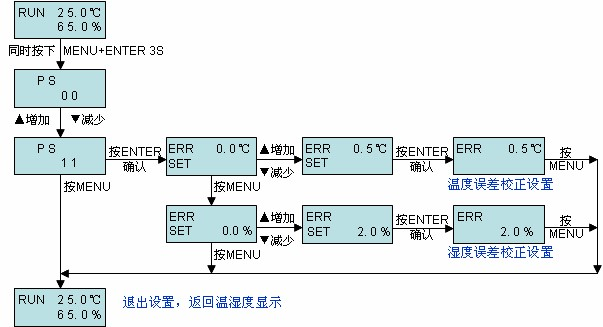 RUN 25.0℃
65.0%
同时按下 MENU+ENTER 3S
PS
00
▲增加 ▼减少
PS
11
按ENTER
确认
ERR 0.0℃
SET
▲增加
▼减少
ERR 0.5℃
SET
按ENTER
确认
ERR 0.5℃
按
MENU
温度误差校正设置
按MENU
按MENU
ERR
SET 0.0%
▲增加
▼减少
ERR
SET 2.0%
按ENTER
确认
ERR
2.0%
按
MENU
湿度误差校正设置
按MENU
RUN 25.0℃
65.0%
退出设置，返回温湿度显示